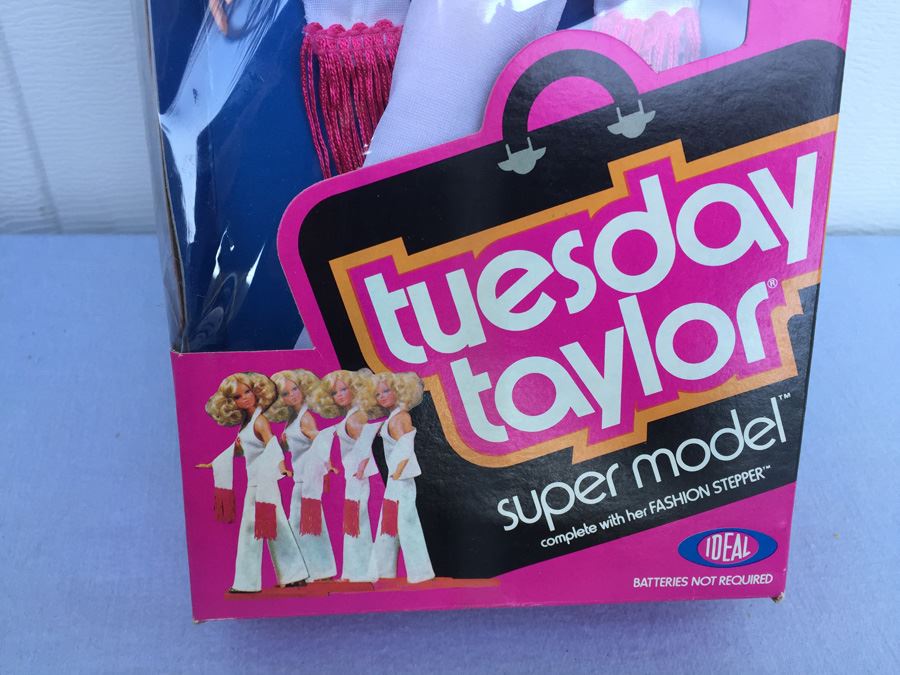 tuesday
taylor®
super model™
complete with her FASHION STEPPER™
IDEAL
BATTERIES NOT REQUIRED